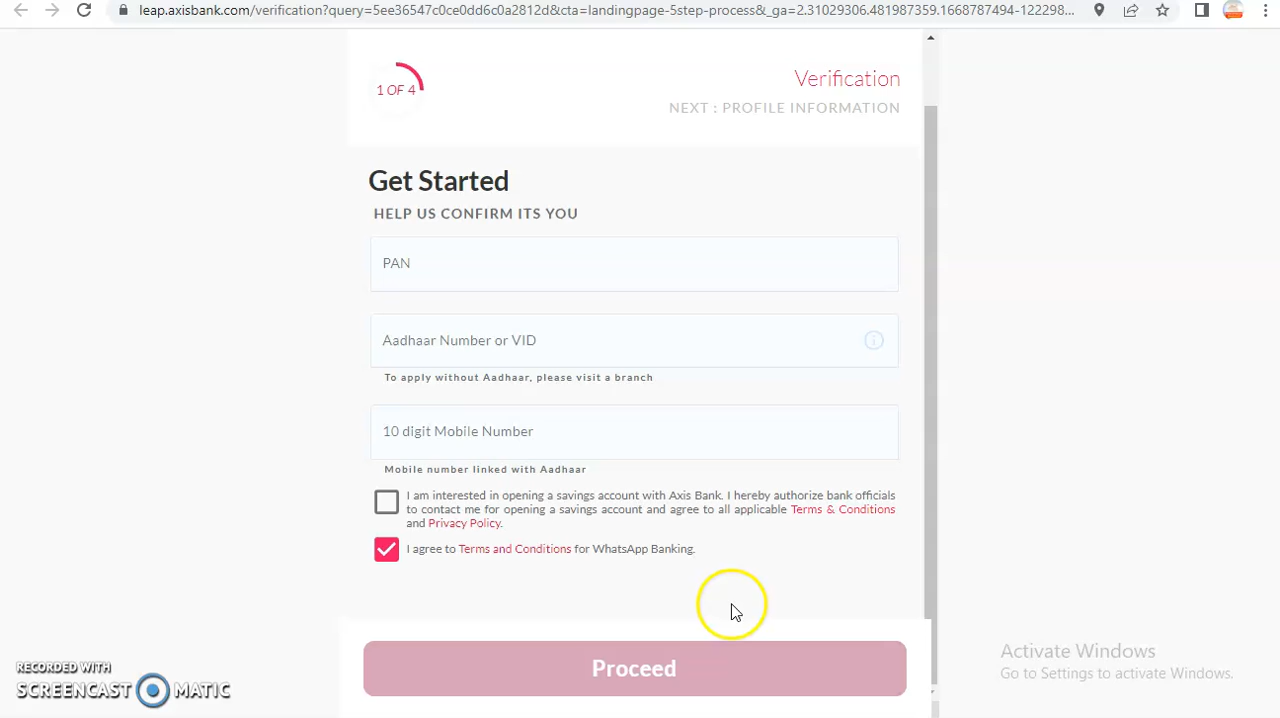 leap.axisbank.com/verification?query=5ee36547c0ce0dd6c0a2812d&cta=landingpage-5step-process&_ga=2.31029306.481987359.1668787494-122298...
1 OF 4
Verification
NEXT : PROFILE INFORMATION
Get Started
HELP US CONFIRM ITS YOU
PAN
Aadhaar Number or VID
To apply without Aadhaar, please visit a branch
10 digit Mobile Number
Mobile number linked with Aadhaar
I am interested in opening a savings account with Axis Bank. I hereby authorize bank officials
to contact me for opening a savings account and agree to all applicable Terms & Conditions
and Privacy Policy.
I agree to Terms and Conditions for WhatsApp Banking.
Proceed
Activate Windows
Go to Settings to activate Windows.
RECORDED WITH
SCREENCAST MATIC